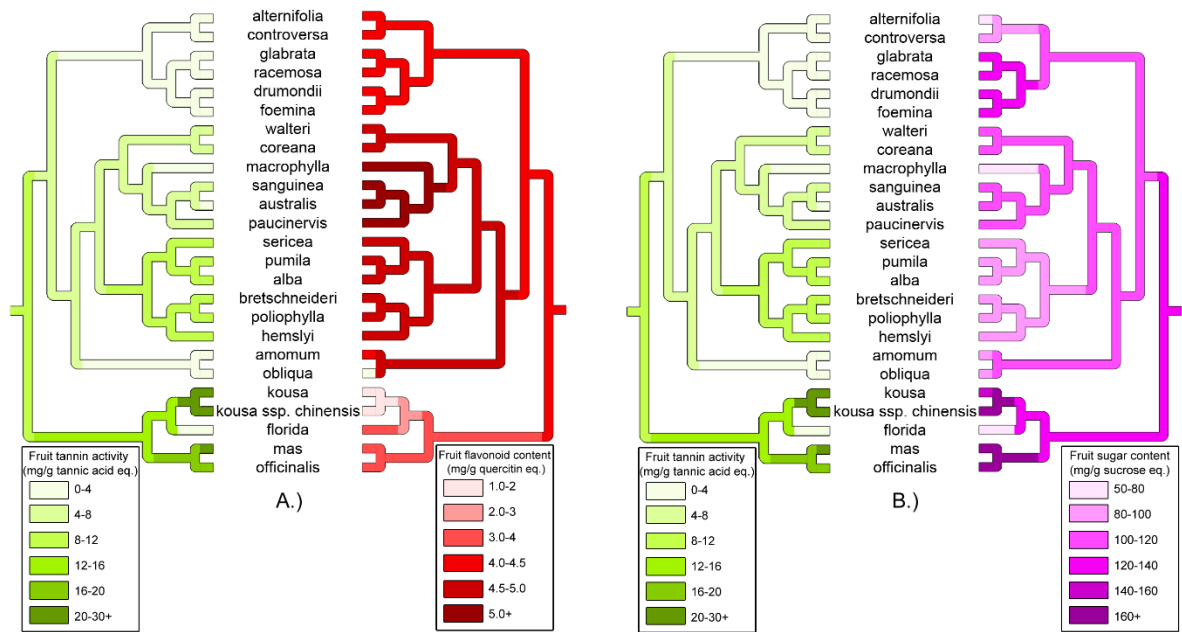 alternifolia
controversa
glabrata
racemosa
drumondii
foemina
walteri
coreana
macrophylla
sanguinea
australis
paucinervis
sericea
pumila
alba
bretschneideri
poliophylla
hemslyi
amomum
obliqua
kousa
kousa ssp. chinensis
florida
mas
officinalis
Fruit tannin activity
(mg/g tannic acid eq.)
0-4
4-8
8-12
12-16
16-20
20-30+
A.)
Fruit flavonoid content
(mg/g quercitin eq.)
1.0-2
2.0-3
3.0-4
4.0-4.5
4.5-5.0
5.0+
alternifolia
controversa
glabrata
racemosa
drumondii
foemina
walteri
coreana
macrophylla
sanguinea
australis
paucinervis
sericea
pumila
alba
bretschneideri
poliophylla
hemslyi
amomum
obliqua
kousa
kousa ssp. chinensis
florida
mas
officinalis
Fruit tannin activity
(mg/g tannic acid eq.)
0-4
4-8
8-12
12-16
16-20
20-30+
B.)
Fruit sugar content
(mg/g sucrose eq.)
50-80
80-100
100-120
120-140
140-160
160+